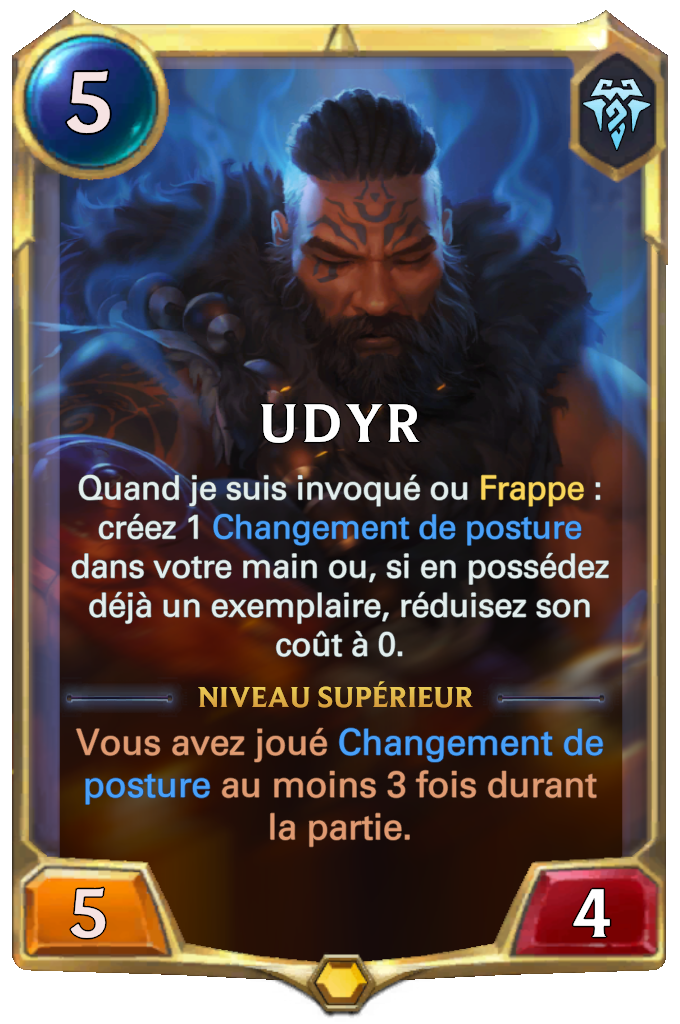 5
UDYR
Quand je suis invoqué ou Frappe :
créez 1 Changement de posture
dans votre main ou, si en possédez
déjà un exemplaire, réduisez son
coût à 0.
NIVEAU SUPÉRIEUR
Vous avez joué Changement de
posture au moins 3 fois durant
la partie.
5
4